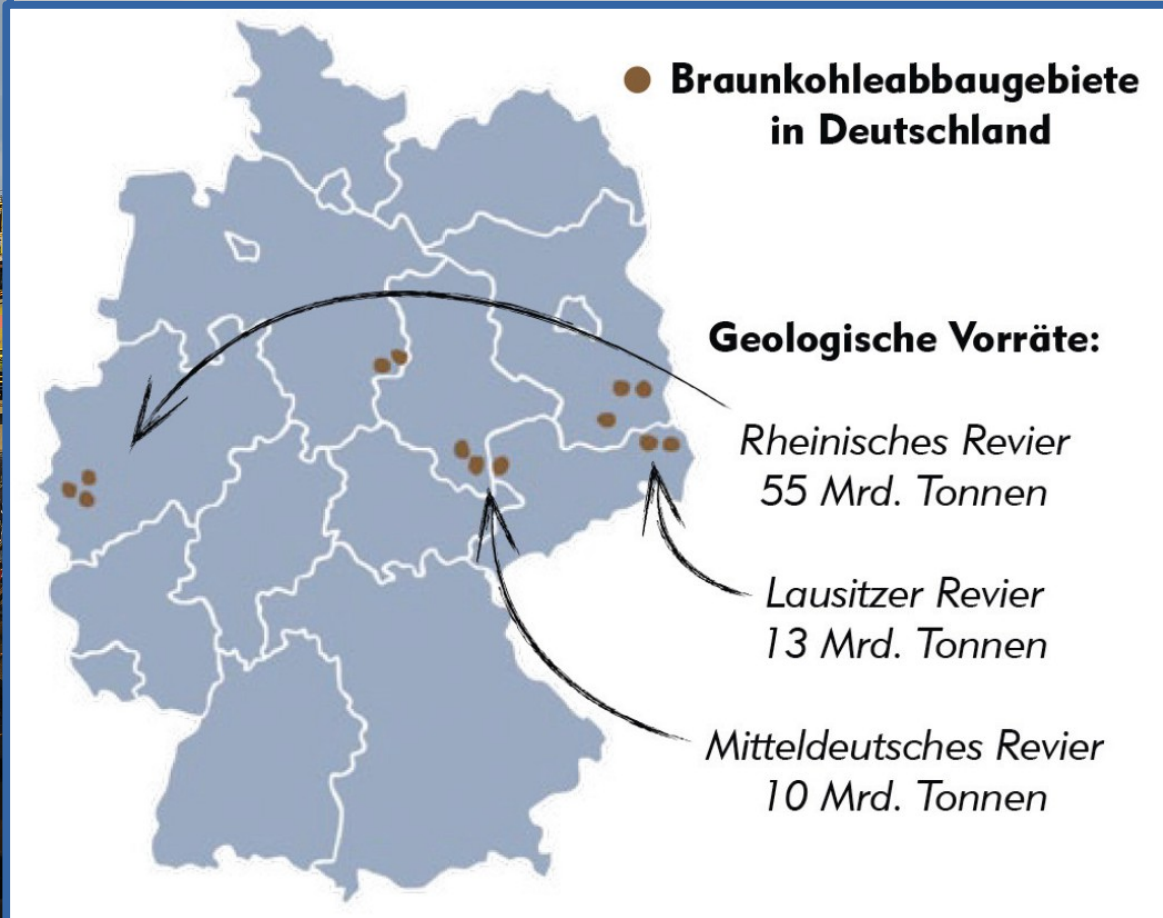 Braunkohleabbaugebiete
in Deutschland
Geologische Vorräte:
Rheinisches Revier
55 Mrd. Tonnen
Lausitzer Revier
13 Mrd. Tonnen
Mitteldeutsches Revier
10 Mrd. Tonnen